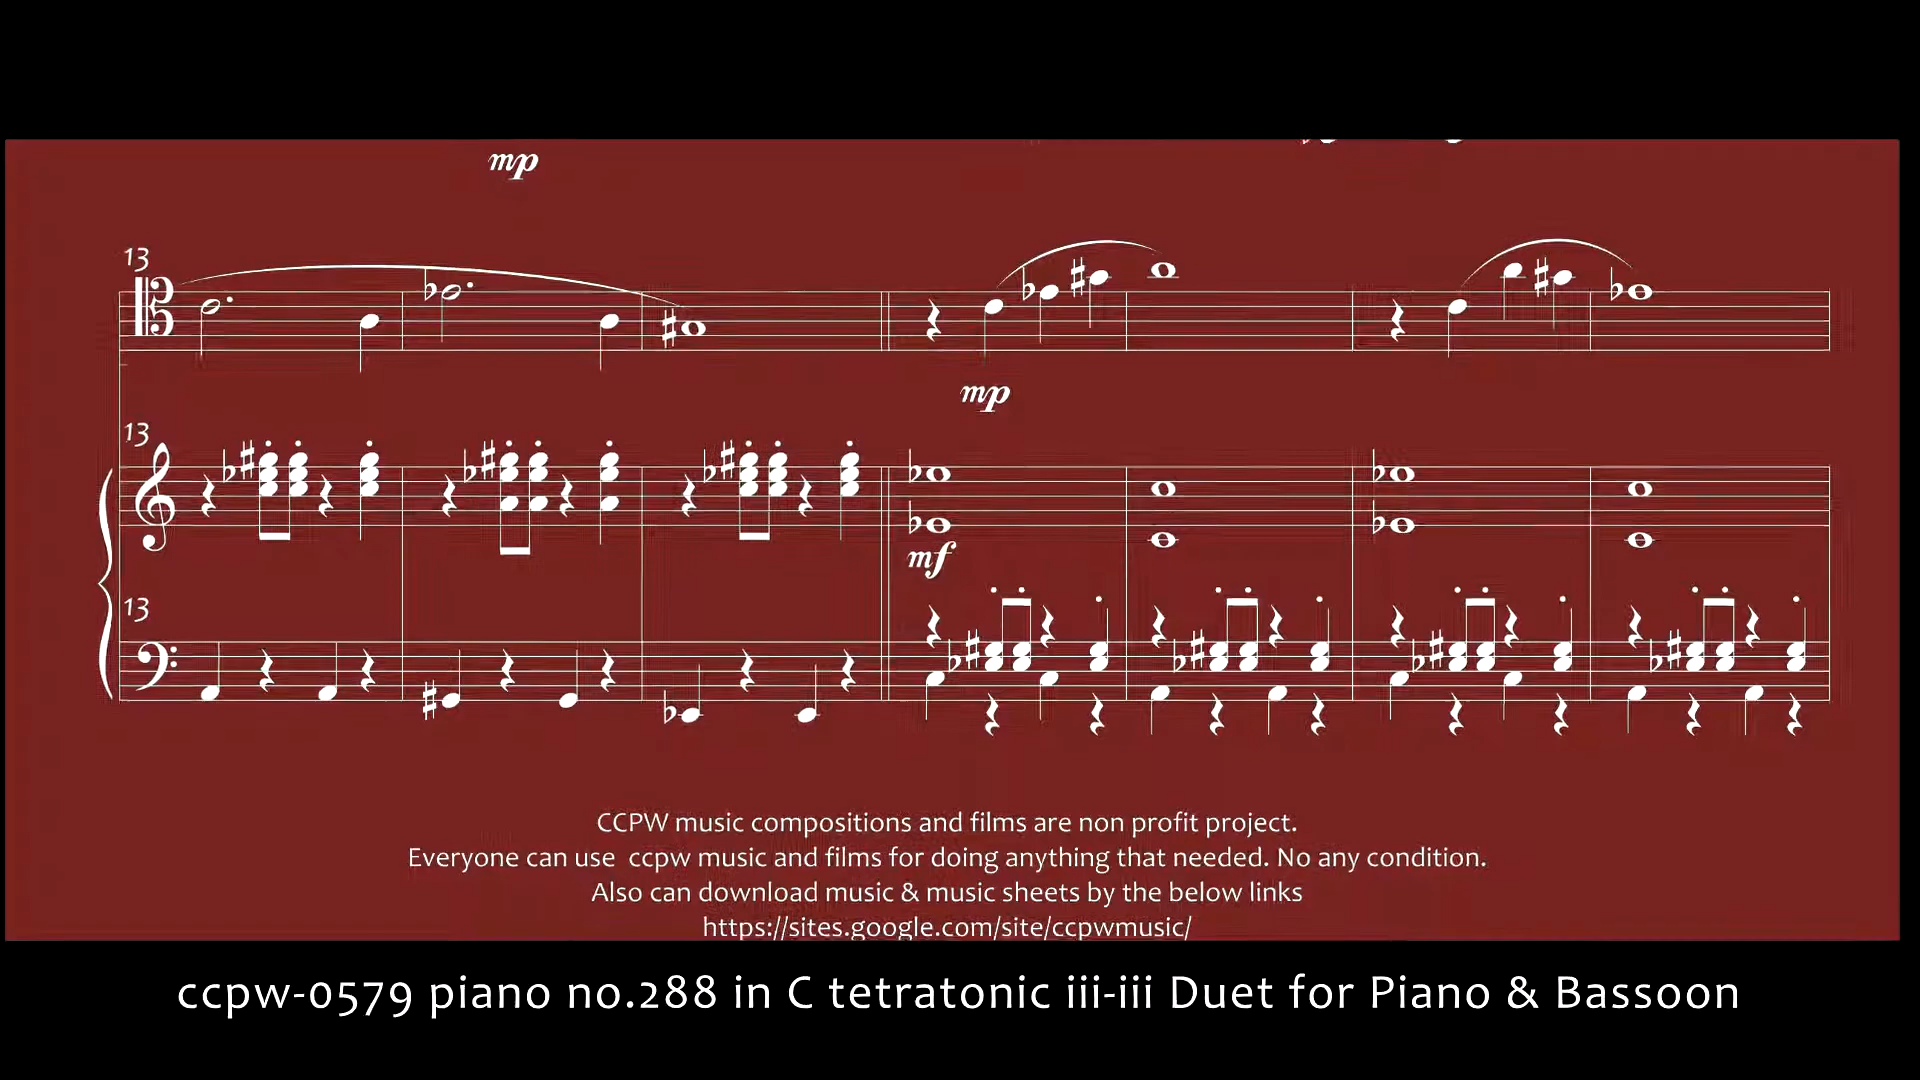 mp
13
mp
13
mf
13
CCPW music compositions and films are non profit project.
Everyone can use  ccpw music and films for doing anything that needed. No any condition.
Also can download music & music sheets by the below links
https://sites.google.com/site/ccpwmusic/
ccpw-0579 piano no.288 in C tetratonic iii-iii Duet for Piano & Bassoon